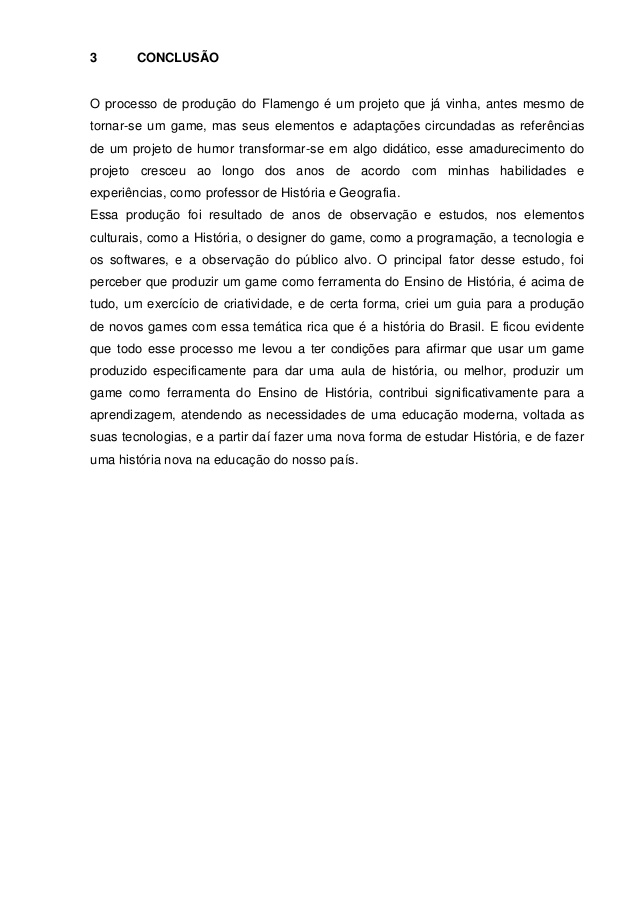 3 CONCLUSÃO
O processo de produção do Flamengo é um projeto que já vinha, antes mesmo de
tornar-se um game, mas seus elementos e adaptações circundadas as referências
de um projeto de humor transformar-se em algo didático, esse amadurecimento do
projeto cresceu ao longo dos anos de acordo com minhas habilidades e
experiências, como professor de História e Geografia.
Essa produção foi resultado de anos de observação e estudos, nos elementos
culturais, como a História, o designer do game, como a programação, a tecnologia e
os softwares, e a observação do público alvo. O principal fator desse estudo, foi
perceber que produzir um game como ferramenta do Ensino de História, é acima de
tudo, um exercício de criatividade, e de certa forma, criei um guia para a produção
de novos games com essa temática rica que é a história do Brasil. E ficou evidente
que todo esse processo me levou a ter condições para afirmar que usar um game
produzido especificamente para dar uma aula de história, ou melhor, produzir um
game como ferramenta do Ensino de História, contribui significativamente para a
aprendizagem, atendendo as necessidades de uma educação moderna, voltada as
suas tecnologias, e a partir daí fazer uma nova forma de estudar História, e de fazer
uma história nova na educação do nosso país.